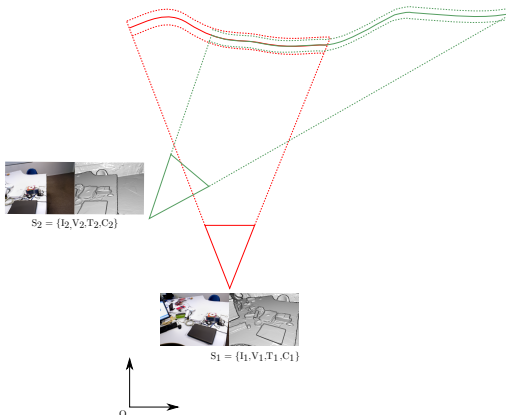 S2 = {I2,V2,T2,C2}
S1 = {I1,V1,T1,C1}
O